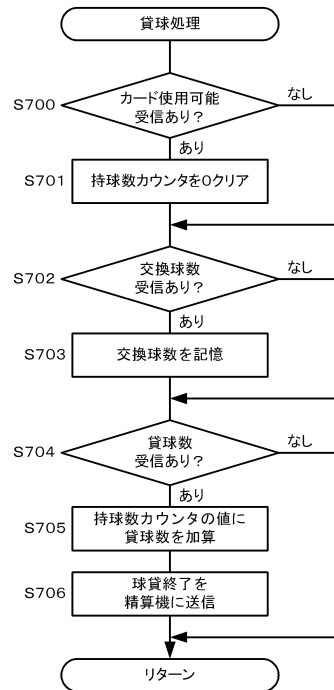 貸球処理
S700
カード使用可能
受信あり？
なし
あり
S701
持球数カウンタを0クリア
S702
交換球数
受信あり？
なし
あり
S703
交換球数を記憶
S704
貸球数
受信あり？
なし
あり
S705
持球数カウンタの値に
貸球数を加算
S706
球貸終了を
精算機に送信
リターン